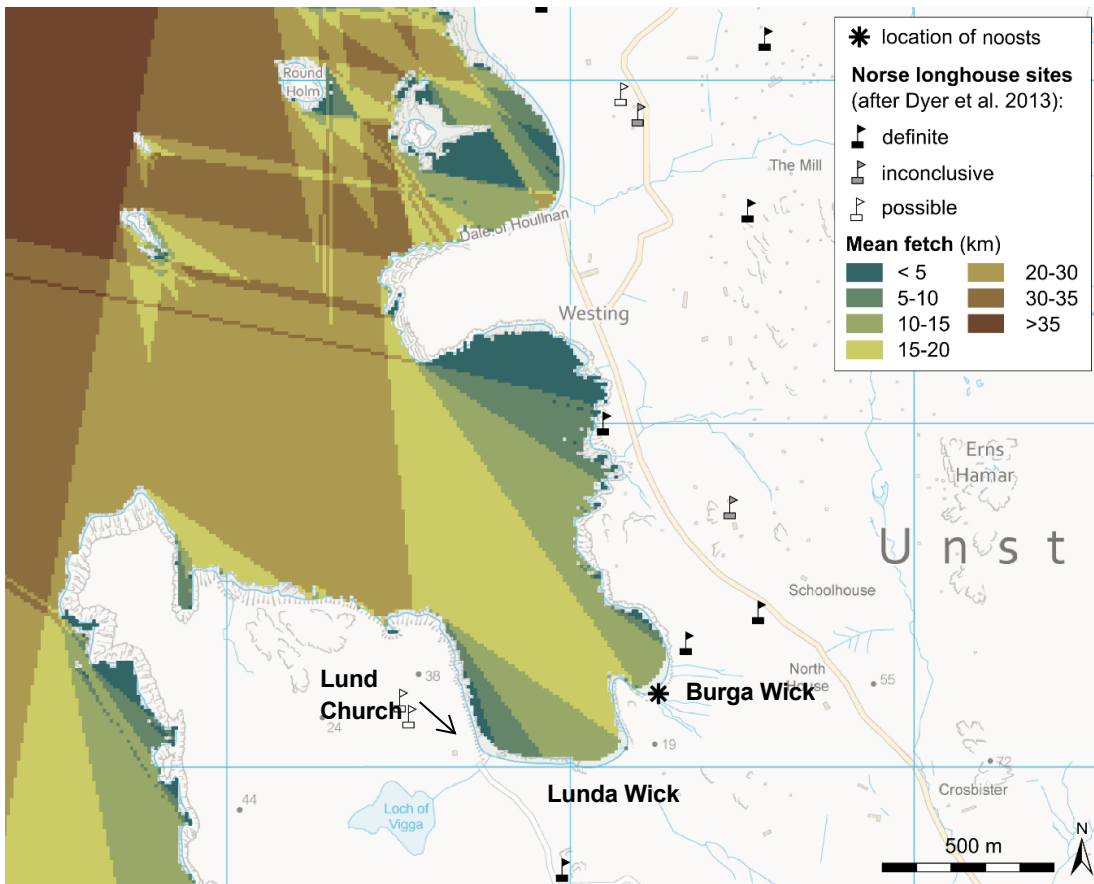 location of noosts
Norse longhouse sites
(after Dyer et al. 2013):
definite
inconclusive
possible
Mean fetch (km)
< 5
20-30
5-10
30-35
10-15
>35
15-20
Round
Holm
The Mill
Dale of Houllnan
Westing
Erns
Hamar
Unst
Schoolhouse
North
House
55
Burga Wick
Lund
Church
38
24
19
72
Crosbister
Lunda Wick
44
Loch of
Vigga
500 m
N